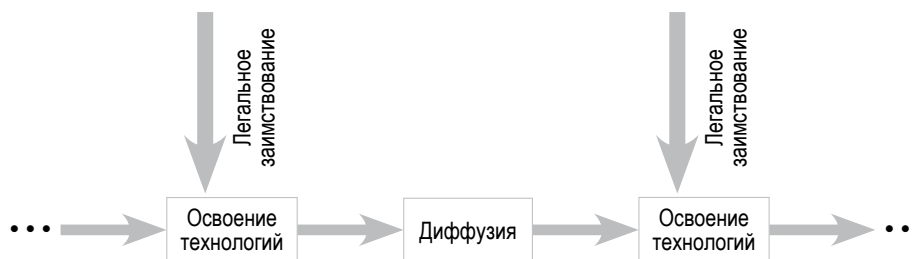 Легальное
заимствование
Легальное
заимствование
Освоение
технологий
Диффузия
Освоение
технологий